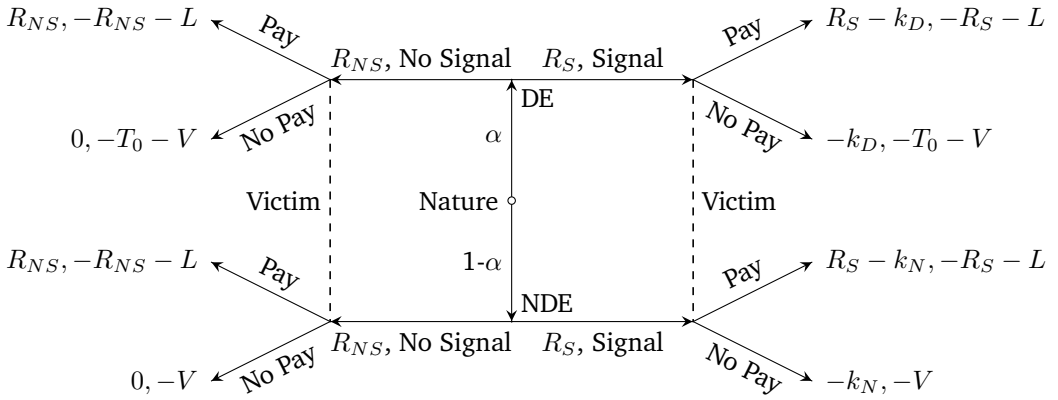 R_{NS}, −R_{NS} − L
Pay
R_{NS}, No Signal
R_S, Signal
Pay
R_S − k_D, −R_S − L
DE
No Pay
0, −T_0 − V
α
No Pay
−k_D, −T_0 − V
Victim
Nature
Victim
R_{NS}, −R_{NS} − L
Pay
1-α
Pay
R_S − k_N, −R_S − L
NDE
R_{NS}, No Signal
R_S, Signal
No Pay
0, −V
No Pay
−k_N, −V